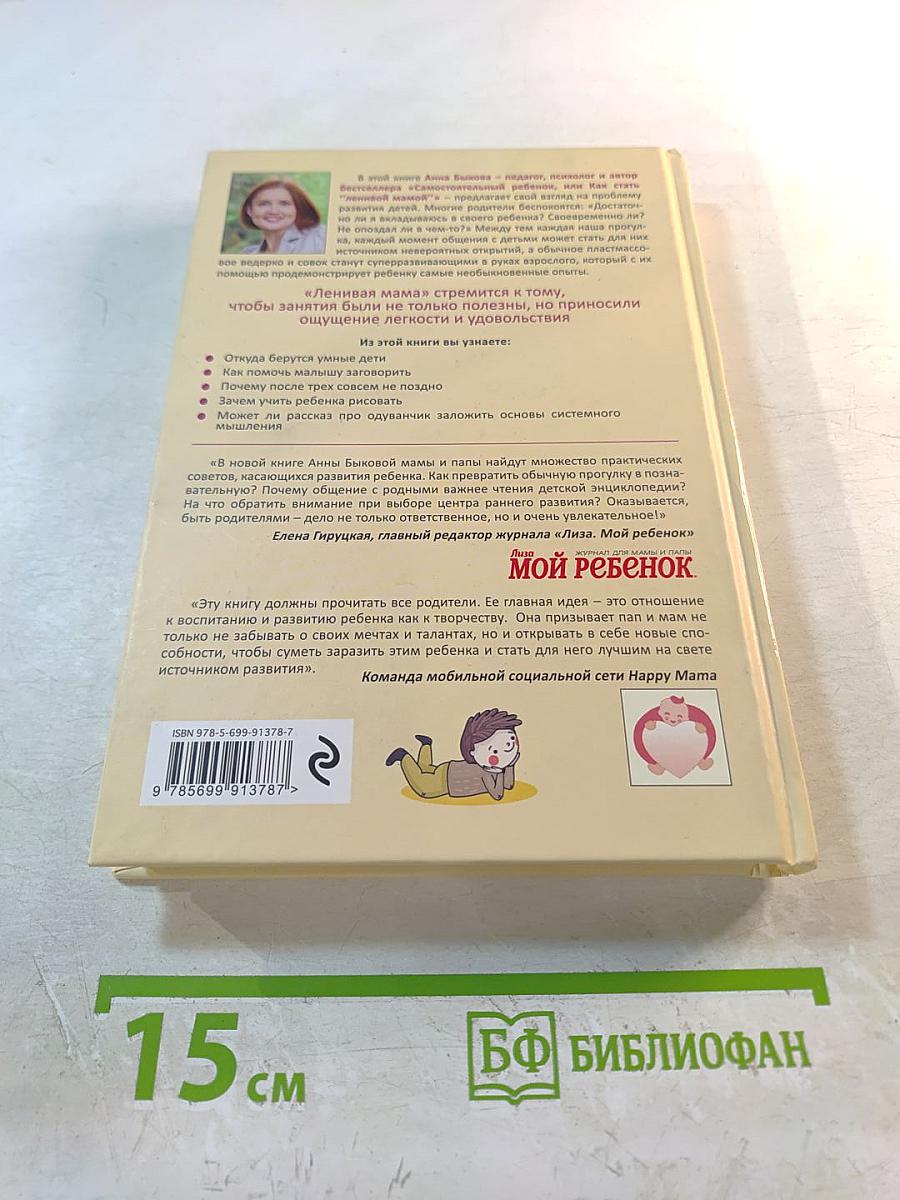 В этой книге Анна Быкова – педагог, психолог и автор
бестселлера «Самостоятельный ребенок, или Как стать
"ленивой мамой"» – предлагает свой взгляд на проблему
развития детей. Многие родители беспокоятся: «Достаточ-
но ли я вкладываюсь в своего ребенка? Своевременно ли?
Не опоздал ли в чем-то?» Между тем каждая наша прогул-
ка, каждый момент общения с детьми может стать для них
источником невероятных открытий, а обычное пластмассо-
вое ведерко и совок станут суперразвивающими в руках взрослого, который с их
помощью продемонстрирует ребенку самые необыкновенные опыты.
«Ленивая мама» стремится к тому,
чтобы занятия были не только полезны, но приносили
ощущение легкости и удовольствия
Из этой книги вы узнаете:
Откуда берутся умные дети
Как помочь малышу заговорить
Почему после трех совсем не поздно
Зачем учить ребенка рисовать
Может ли рассказ про одуванчик заложить основы системного
мышления
«В новой книге Анны Быковой мамы и папы найдут множество практических
советов, касающихся развития ребенка. Как превратить обычную прогулку в позна-
вательную? Почему общение с родными важнее чтения детской энциклопедии?
На что обратить внимание при выборе центра раннего развития? Оказывается,
быть родителями – дело не только ответственное, но и очень увлекательное!»
Елена Гируцкая, главный редактор журнала «Лиза. Мой ребенок»
Лиза ЖУРНАЛ ДЛЯ МАМЫ И ПАПЫ
МОЙ РЕБЕНОК
«Эту книгу должны прочитать все родители. Ее главная идея – это отношение
к воспитанию и развитию ребенка как к творчеству. Она призывает пап и мам не
только не забывать о своих мечтах и талантах, но и открывать в себе новые спо-
собности, чтобы суметь заразить этим ребенка и стать для него лучшим на свете
источником развития».
Команда мобильной социальной сети Happy Mama
ISBN 978-5-699-91378-7
9 785699 913787 >
15 см
БФ БИБЛИОФАН